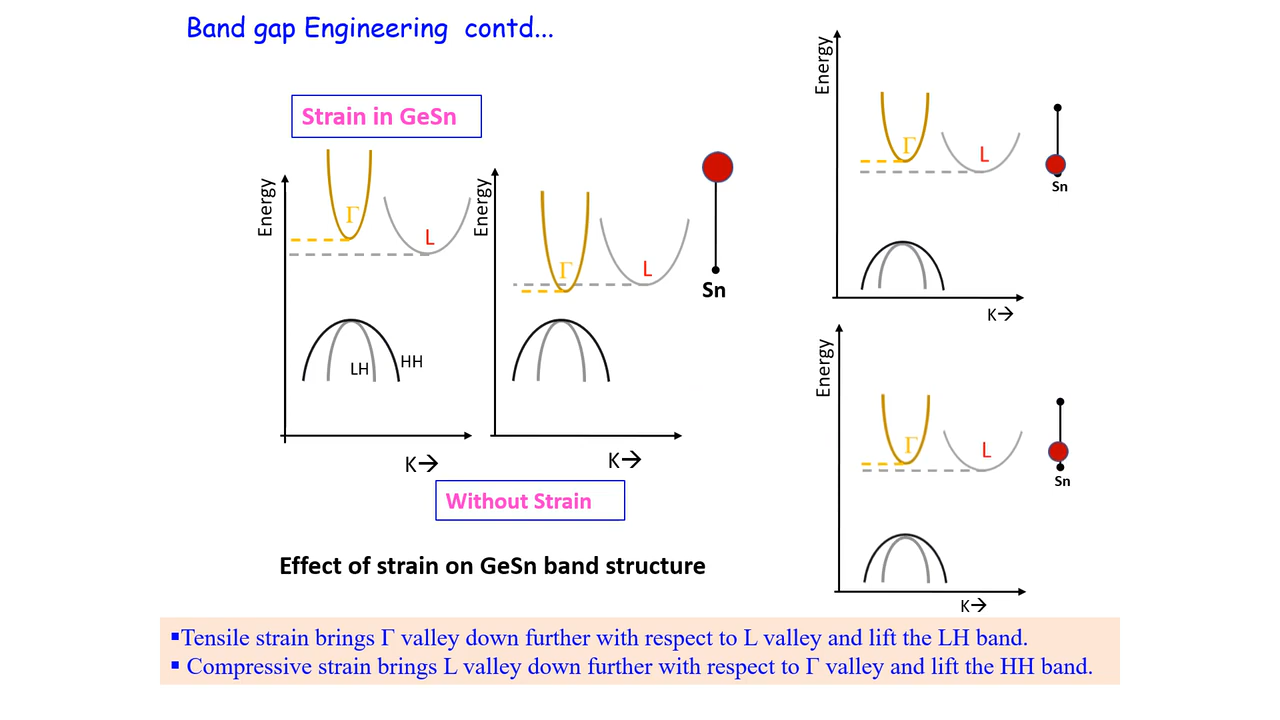 Band gap Engineering contd...
Strain in GeSn
Energy
Γ
L
LH
HH
K→
Energy
Γ
L
K→
Sn
Without Strain
Effect of strain on GeSn band structure
Energy
Γ
L
Sn
K→
Energy
Γ
L
Sn
K→
▪Tensile strain brings Γ valley down further with respect to L valley and lift the LH band.
▪ Compressive strain brings L valley down further with respect to Γ valley and lift the HH band.